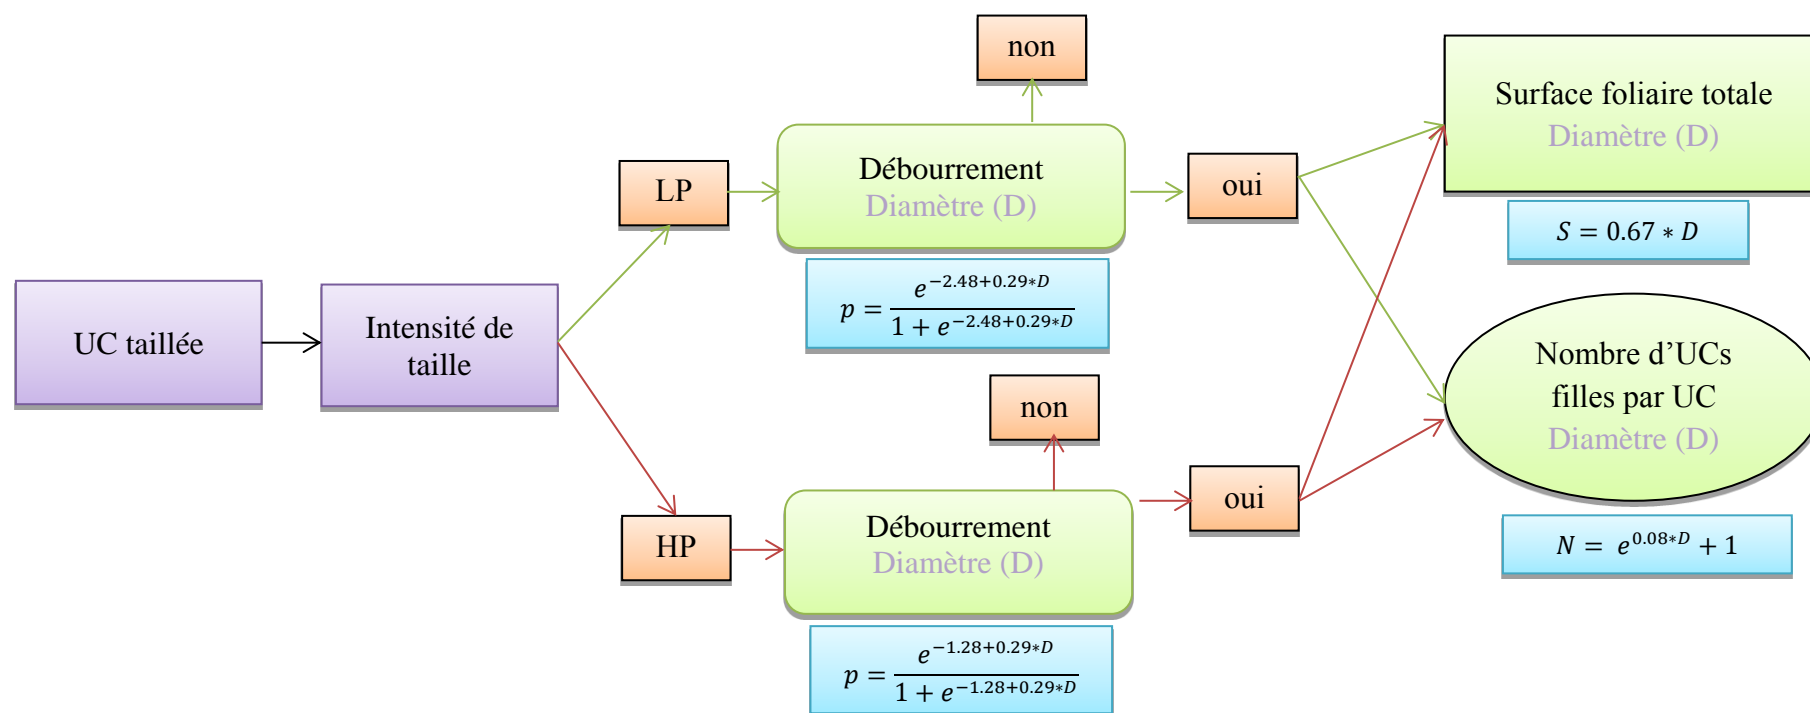 UC taillée
Intensité de
taille
LP
Débourrement
Diamètre (D)
p = \frac{e^{-2.48+0.29*D}}{1 + e^{-2.48+0.29*D}}
non
oui
HP
Débourrement
Diamètre (D)
p = \frac{e^{-1.28+0.29*D}}{1 + e^{-1.28+0.29*D}}
non
oui
Surface foliaire totale
Diamètre (D)
S = 0.67 * D
Nombre d’UCs
filles par UC
Diamètre (D)
N = e^{0.08*D} + 1